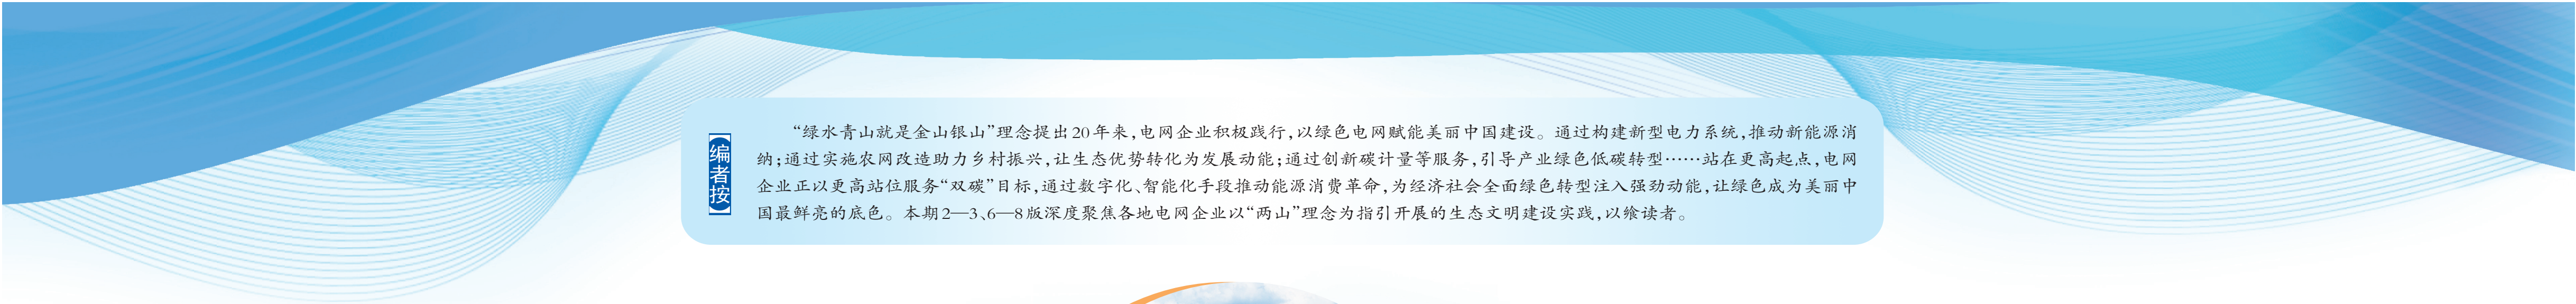 编者按
“绿水青山就是金山银山”理念提出20年来，电网企业积极践行，以绿色电网赋能美丽中国建设。通过构建新型电力系统，推动新能源消
纳；通过实施农网改造助力乡村振兴，让生态优势转化为发展动能；通过创新碳计量等服务，引导产业绿色低碳转型……站在更高起点，电网
企业正以更高站位服务“双碳”目标，通过数字化、智能化手段推动能源消费革命，为经济社会全面绿色转型注入强劲动能，让绿色成为美丽中
国最鲜亮的底色。本期2—3、6—8版深度聚焦各地电网企业以“两山”理念为指引开展的生态文明建设实践，以飨读者。